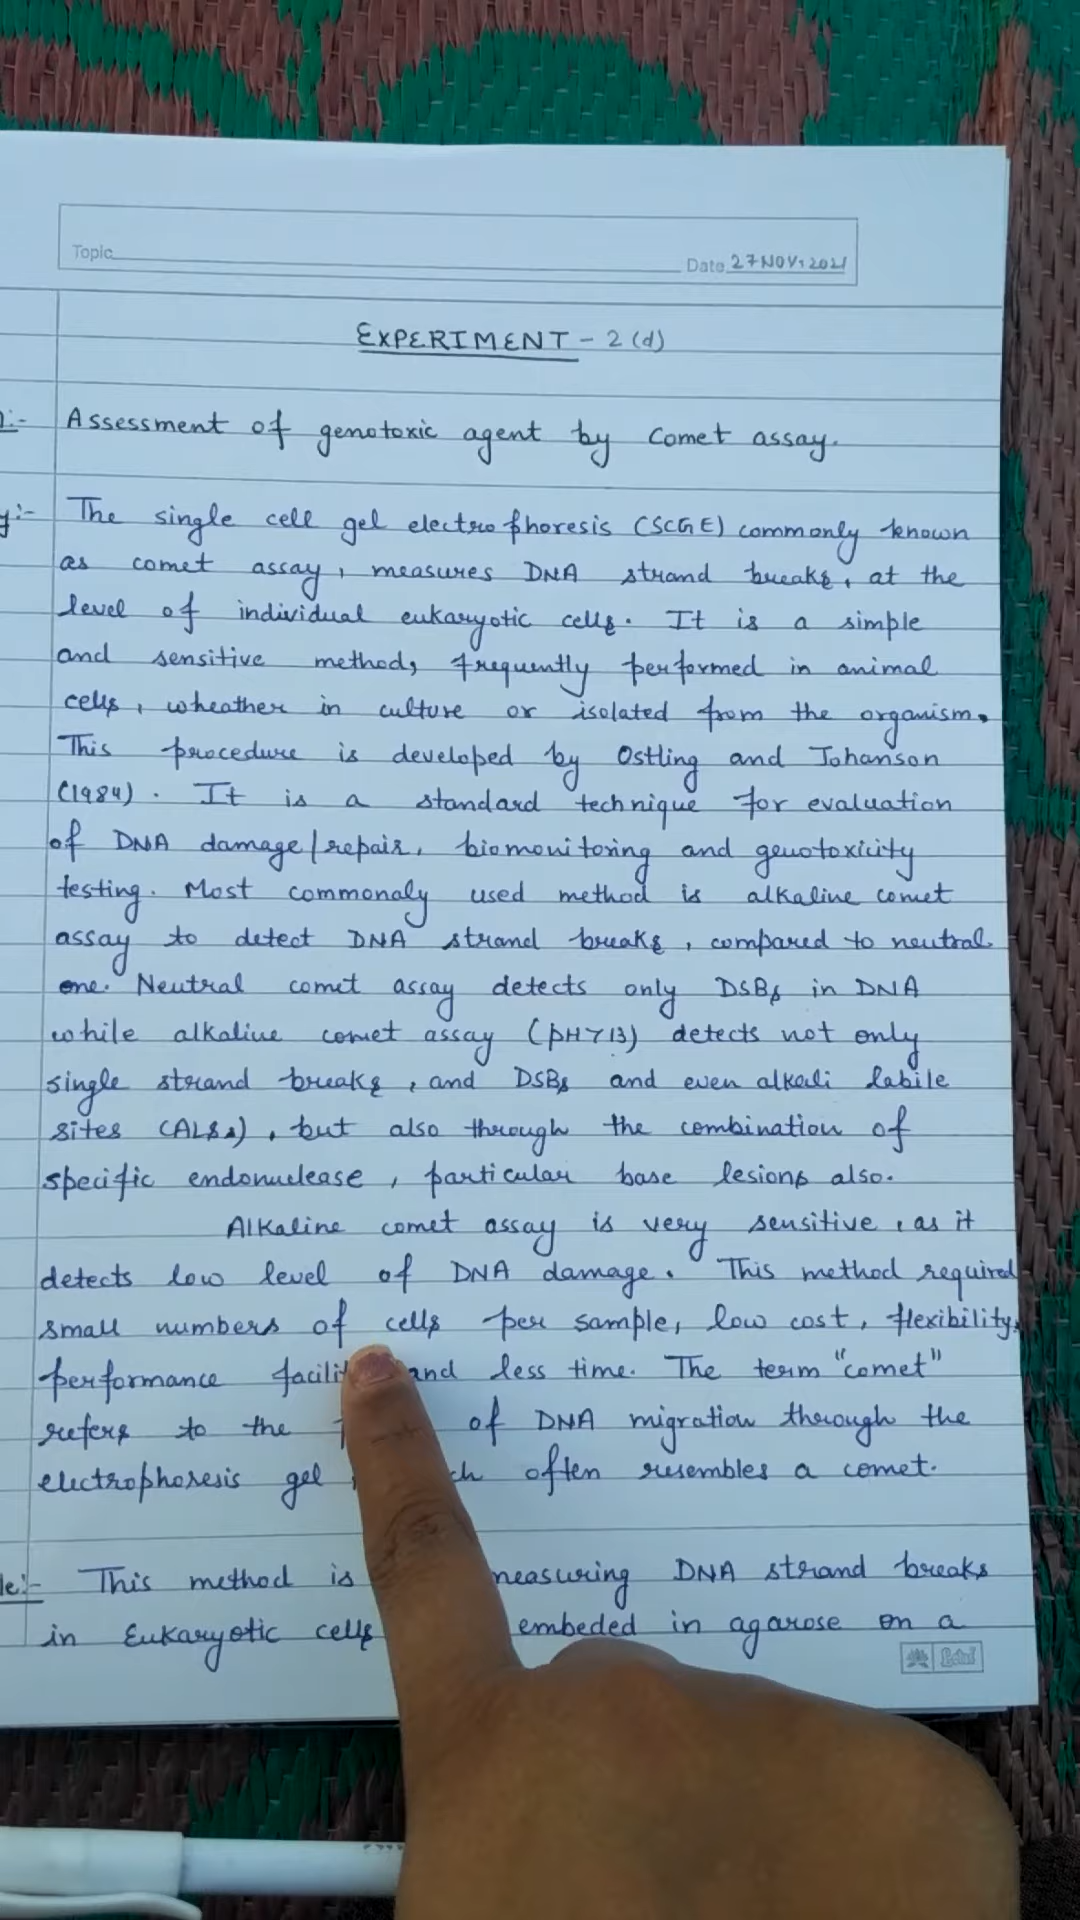 Topic
Date 27 NOV, 2021
EXPERIMENT - 2 (d)
Assessment of genotoxic agent by Comet assay.
The single cell gel electrophoresis (SCGE) commonly known
as comet assay, measures DNA strand breaks, at the
level of individual eukaryotic cells. It is a simple
and sensitive method, frequently performed in animal
cells, wheather in culture or isolated from the organism.
This procedure is developed by Ostling and Johanson
(1984). It is a standard technique for evaluation
of DNA damage/repair, biomonitoring and genotoxicity
testing. Most commonaly used method is alkaline comet
assay to detect DNA strand breaks, compared to neutral
one. Neutral comet assay detects only DSBs in DNA
while alkaline comet assay (pH>13) detects not only
single strand breaks, and DSBs and even alkali labile
sites (ALSs), but also through the combination of
specific endonuclease, particular base lesions also.
Alkaline comet assay is very sensitive, as it
detects low level of DNA damage. This method required
small numbers of cells per sample, low cost, flexibility,
performance and less time. The term "comet"
refers to the of DNA migration through the
electrophoresis gel often resembles a comet.
This method is measuring DNA strand breaks
in Eukaryotic cells embeded in agarose on a